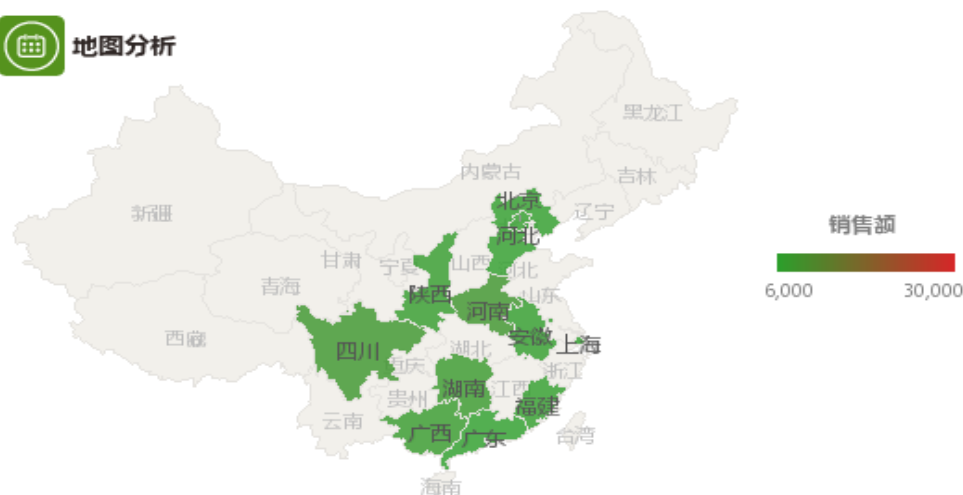 地图分析
黑龙江
内蒙古
吉林
新疆
北京
辽宁
销售额
河北
甘肃
宁夏
山西
河北
青海
陕西
山东
6,000
30,000
河南
西藏
安徽
上海
四川
湖北
重庆
浙江
湖南
江西
贵州
福建
云南
广西
广东
台湾
海南